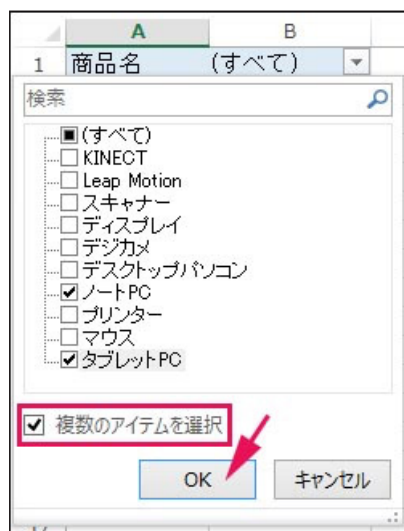 A B
1 商品名 (すべて)
検索
(すべて)
KINECT
Leap Motion
スキャナー
ディスプレイ
デジカメ
デスクトップパソコン
ノートPC
プリンター
マウス
タブレットPC
複数のアイテムを選択
OK キャンセル